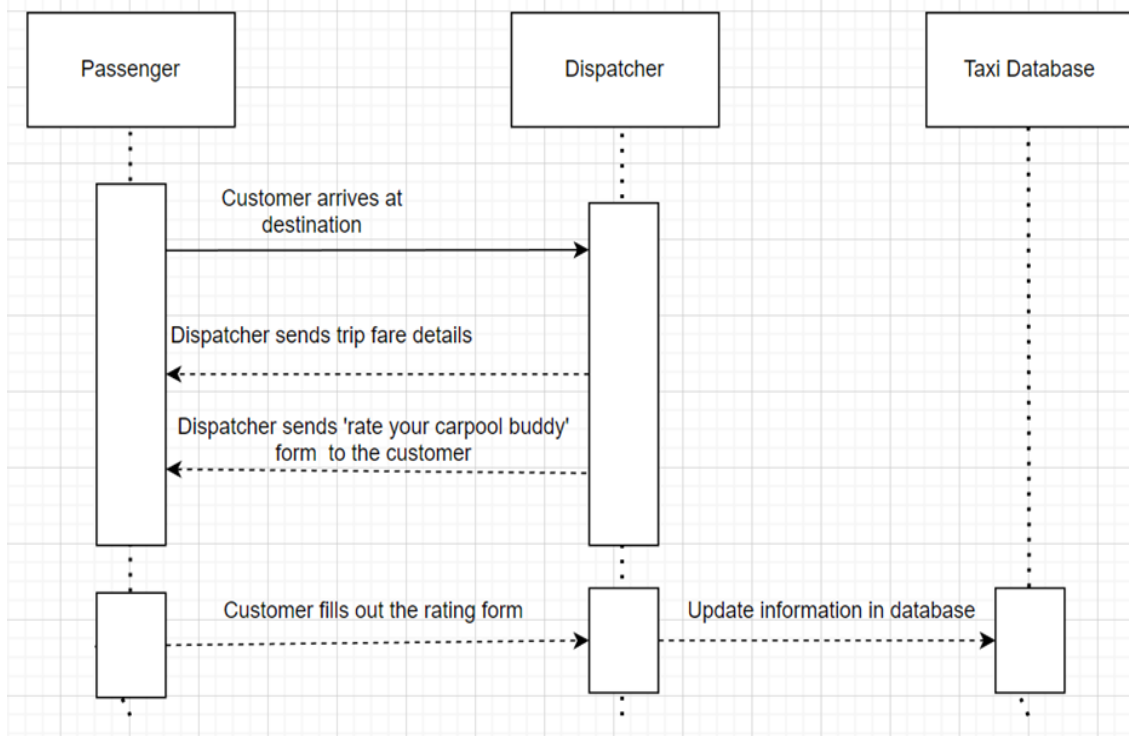 Passenger
Dispatcher
Taxi Database
Customer arrives at
destination
Dispatcher sends trip fare details
Dispatcher sends 'rate your carpool buddy'
form to the customer
Customer fills out the rating form
Update information in database